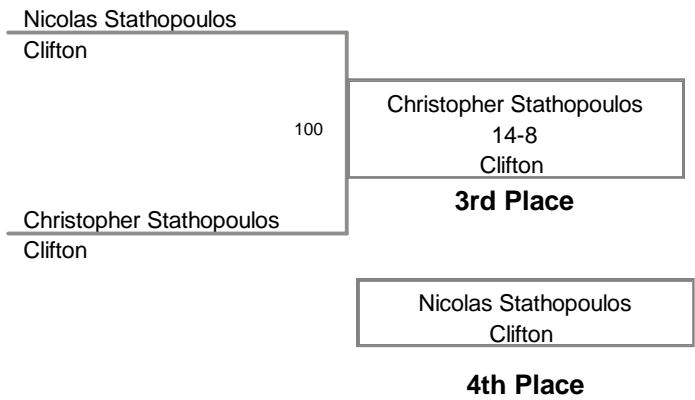 Nicolas Stathopoulos
Clifton
100
Christopher Stathopoulos
14-8
Clifton
3rd Place
Christopher Stathopoulos
Clifton
Nicolas Stathopoulos
Clifton
4th Place